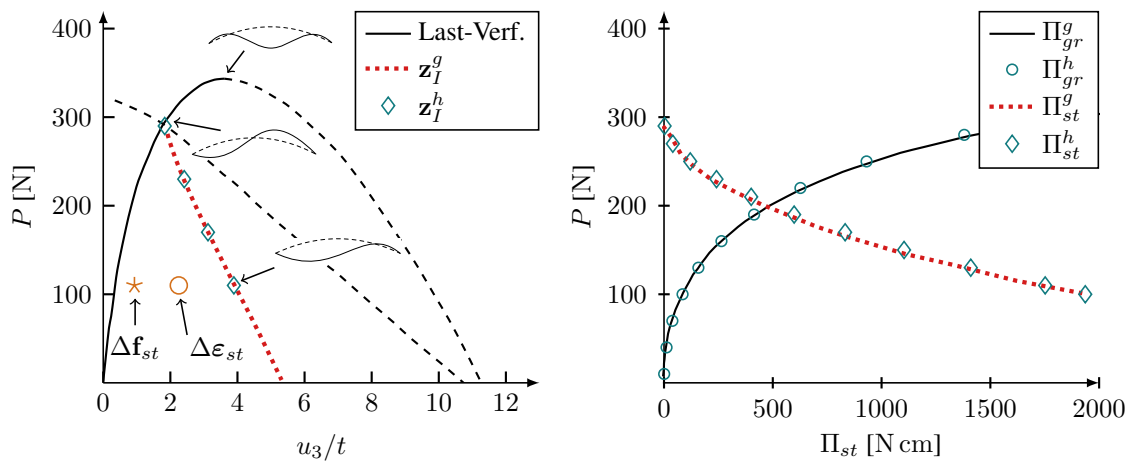 400
300
200
100
P [N]
0
2
4
6
8
10
12
u₃/t
Last-Verf.
z_I^g
z_I^h
Δf_st
Δε_st
400
300
200
100
P [N]
0
500
1000
1500
2000
Π_st [N cm]
Π_gr^g
Π_gr^h
Π_st^g
Π_st^h